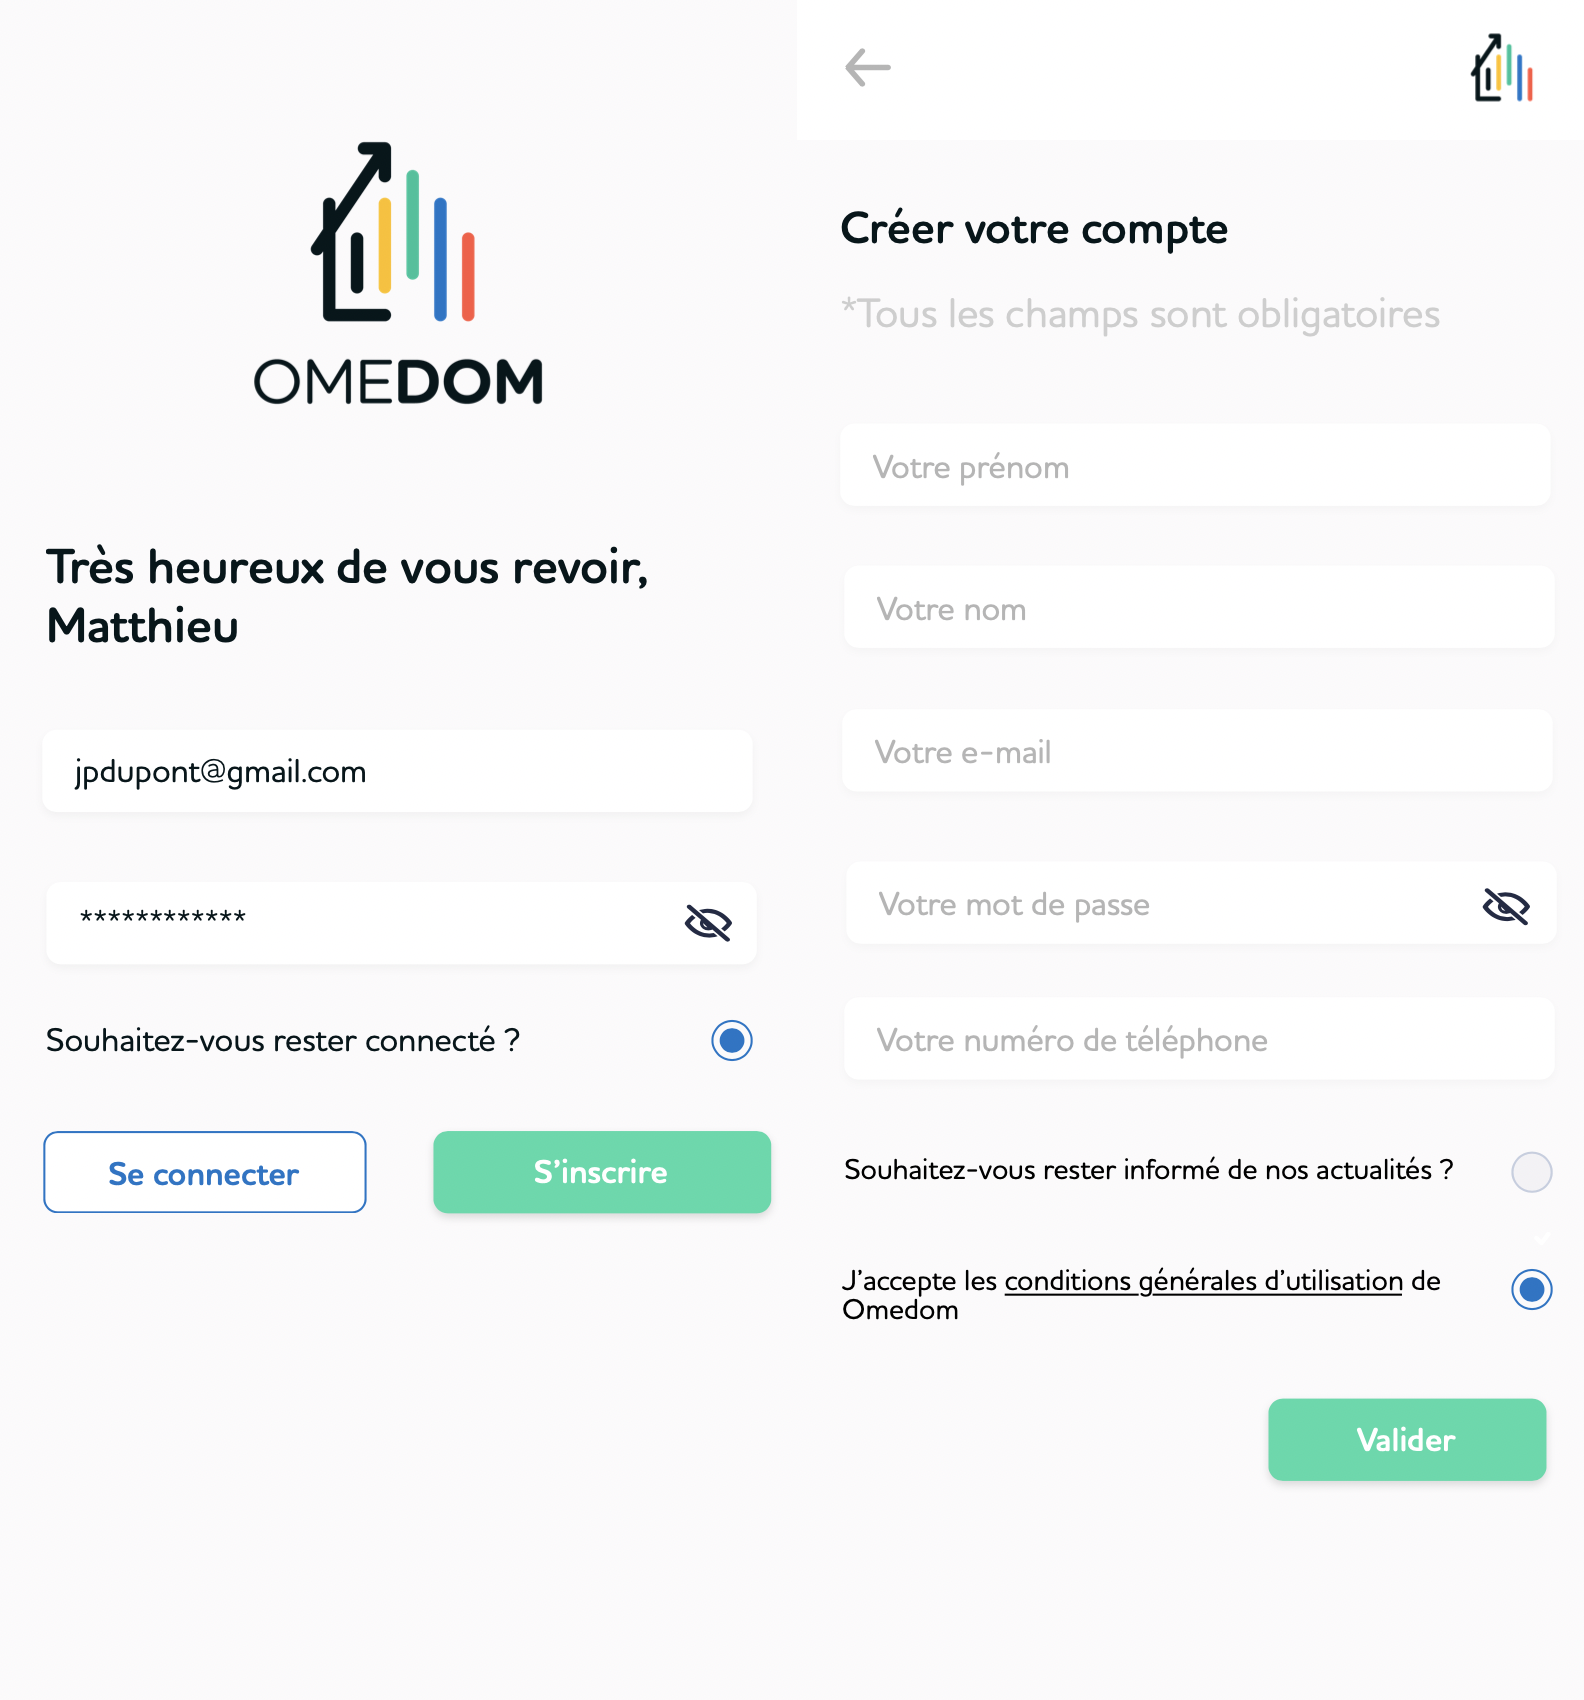 OMEDOM
Très heureux de vous revoir,
Matthieu
jpdupont@gmail.com
************
Souhaitez-vous rester connecté ?
Se connecter
S'inscrire
Créer votre compte
*Tous les champs sont obligatoires
Votre prénom
Votre nom
Votre e-mail
Votre mot de passe
Votre numéro de téléphone
Souhaitez-vous rester informé de nos actualités ?
J'accepte les conditions générales d'utilisation de
Omedom
Valider